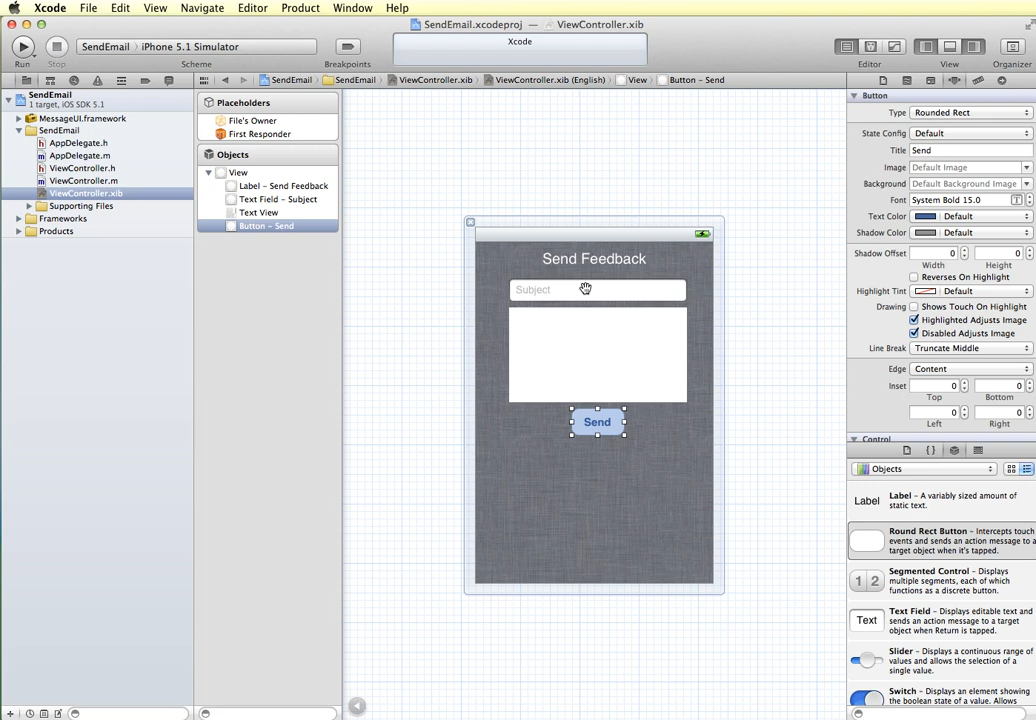 Xcode File Edit View Navigate Editor Product Window Help
SendEmail.xcodeproj — ViewController.xib
Run
Stop
SendEmail iPhone 5.1 Simulator
Scheme
Breakpoints
Xcode
Editor
View
Organizer
SendEmail SendEmail ViewController.xib ViewController.xib (English) View Button – Send
SendEmail
1 target, iOS SDK 5.1
MessageUI.framework
SendEmail
AppDelegate.h
AppDelegate.m
ViewController.h
ViewController.m
ViewController.xib
Supporting Files
Frameworks
Products
Placeholders
File's Owner
First Responder
Objects
View
Label – Send Feedback
Text Field – Subject
Text View
Button – Send
Send Feedback
Subject
Send
Button
Type Rounded Rect
State Config Default
Title Send
Image Default Image
Background Default Background Image
Font System Bold 15.0 T
Text Color Default
Shadow Color Default
Shadow Offset 0 0
Width Height
Reverses On Highlight
Highlight Tint Default
Drawing Shows Touch On Highlight
Highlighted Adjusts Image
Disabled Adjusts Image
Line Break Truncate Middle
Edge Content
Inset 0 0
Top Bottom
0 0
Left Right
Control
{ }
Objects
Label
Label – A variably sized amount of
static text.
Round Rect Button – Intercepts touch
events and sends an action message to a
target object when it's tapped.
1 2
Segmented Control – Displays
multiple segments, each of which
functions as a discrete button.
Text
Text Field – Displays editable text and
sends an action message to a target
object when Return is tapped.
Slider – Displays a continuous range of
values and allows the selection of a
single value.
Switch – Displays an element showing
the boolean state of a value. Allows